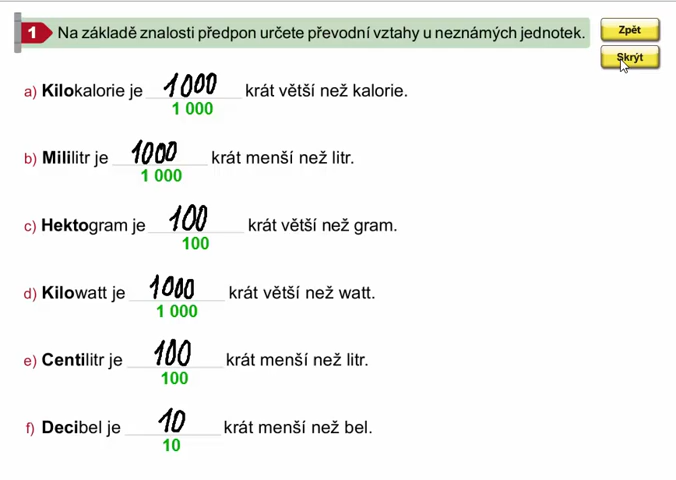 1 Na základě znalosti předpon určete převodní vztahy u neznámých jednotek.
Zpět
Skrýt
a) Kilokalorie je 1000 krát větší než kalorie.
1 000
b) Mililitr je 1000 krát menší než litr.
1 000
c) Hektogram je 100 krát větší než gram.
100
d) Kilowatt je 1000 krát větší než watt.
1 000
e) Centilitr je 100 krát menší než litr.
100
f) Decibel je 10 krát menší než bel.
10